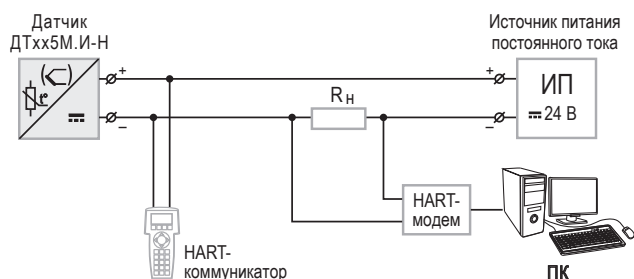 Датчик
ДТхх5М.И-Н
Источник питания
постоянного тока
t°
+
–
Rн
+
–
ИП
24 В
HART-
коммуникатор
HART-
модем
ПК